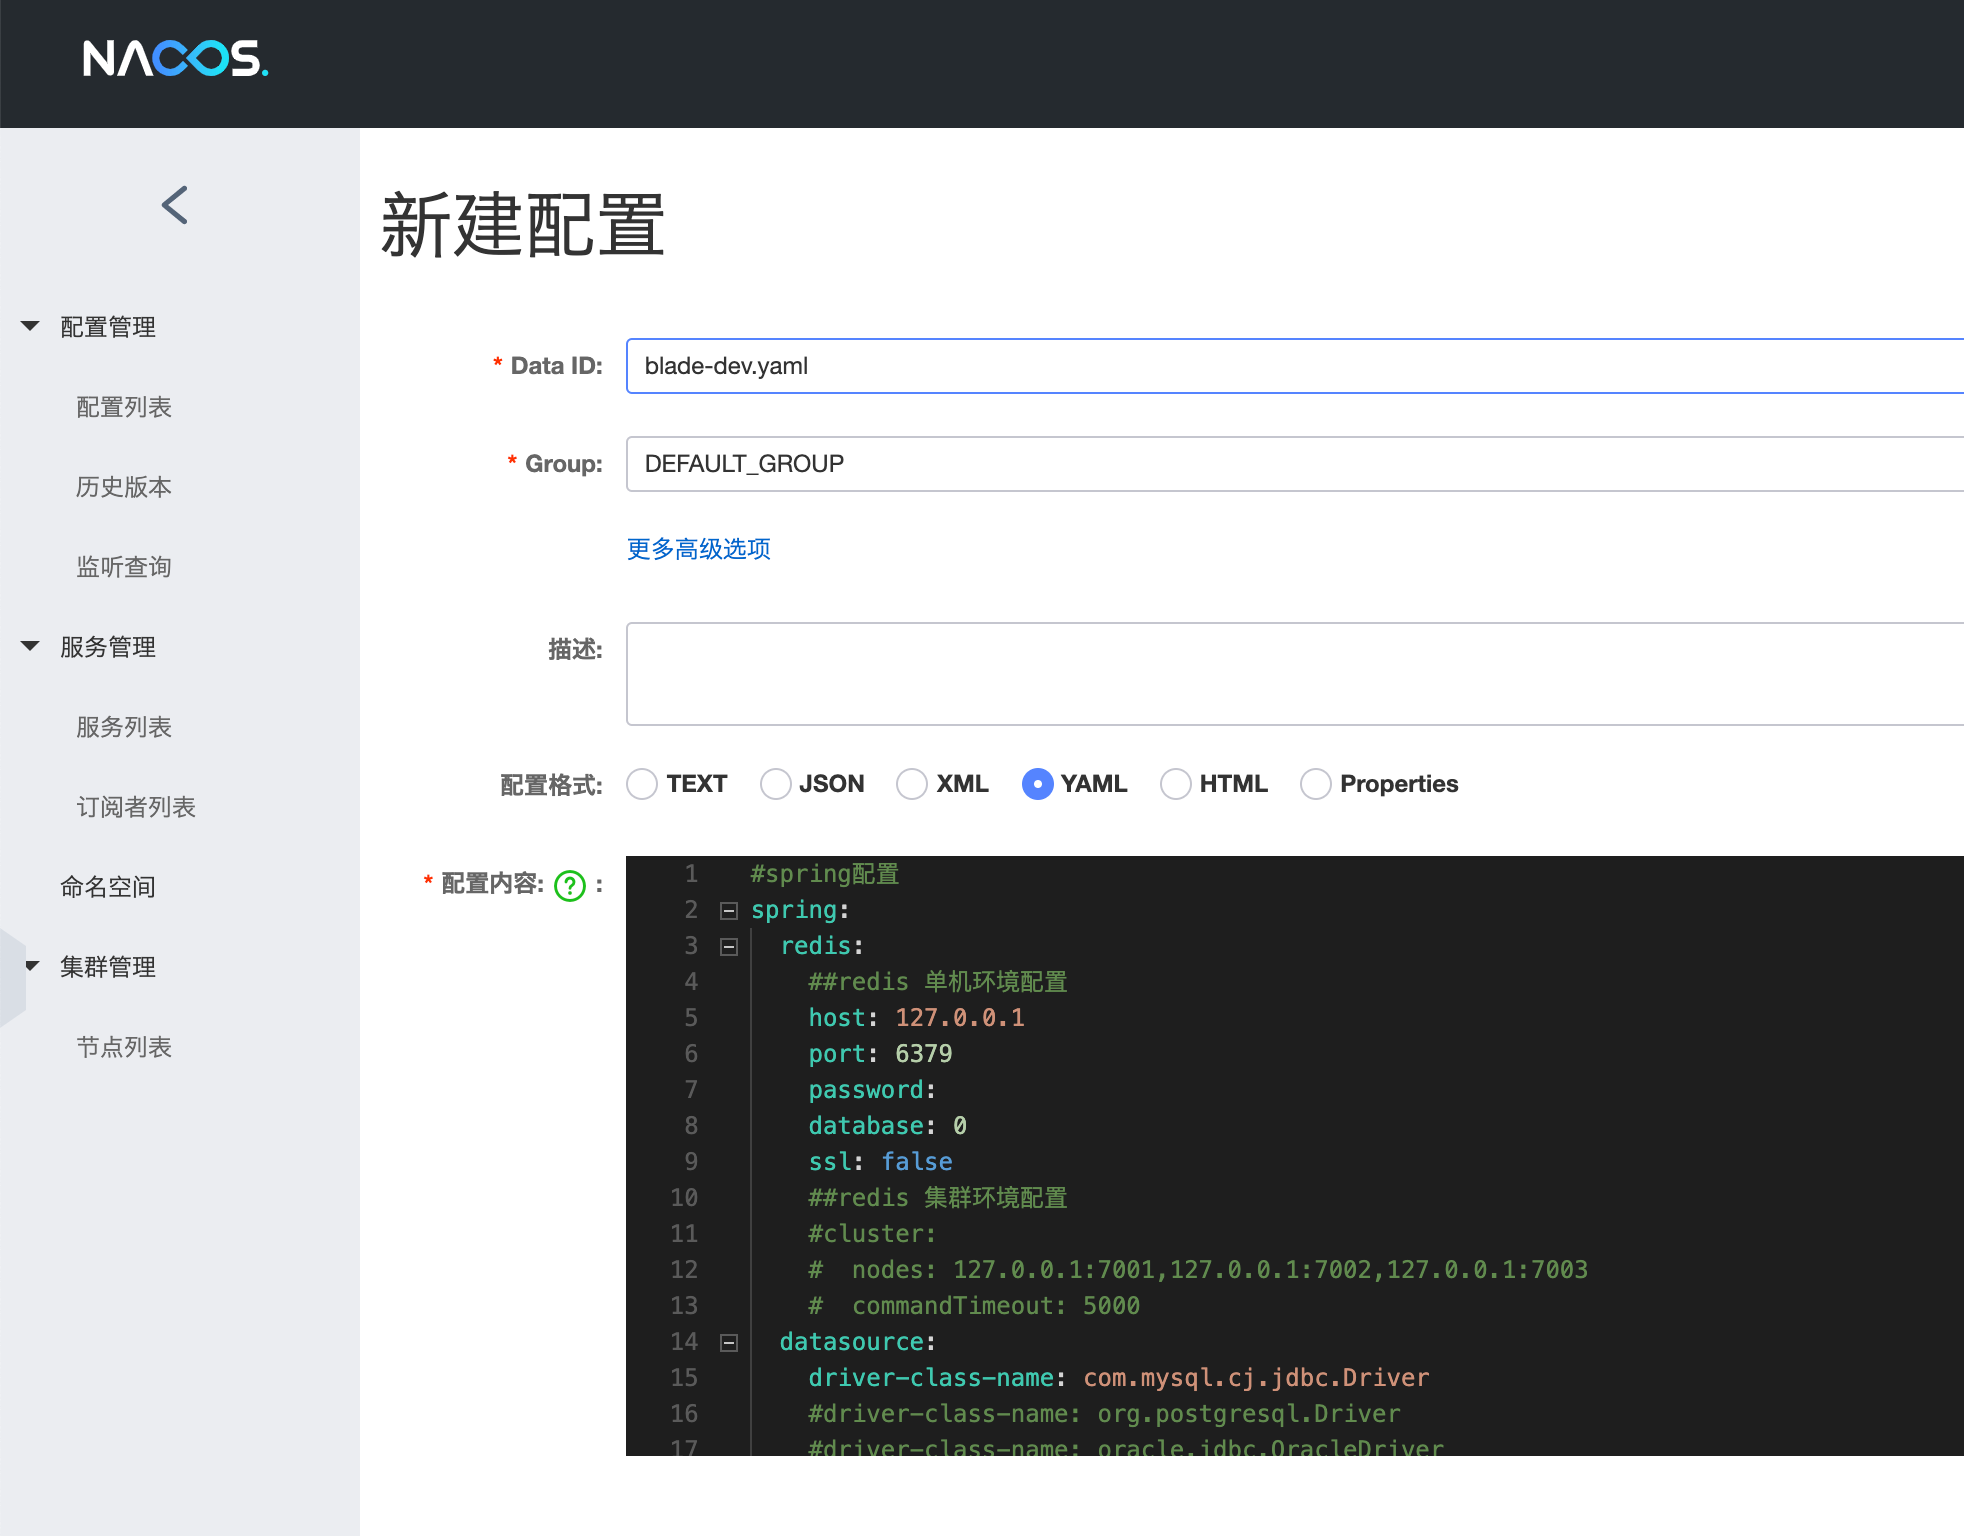 NACOS.
新建配置
配置管理
配置列表
历史版本
监听查询
服务管理
服务列表
订阅者列表
命名空间
集群管理
节点列表
* Data ID: blade-dev.yaml
* Group: DEFAULT_GROUP
更多高级选项
描述:
配置格式: TEXT JSON XML YAML HTML Properties
* 配置内容: ? :
1 #spring配置
2 spring:
3 redis:
4 ##redis 单机环境配置
5 host: 127.0.0.1
6 port: 6379
7 password:
8 database: 0
9 ssl: false
10 ##redis 集群环境配置
11 #cluster:
12 # nodes: 127.0.0.1:7001,127.0.0.1:7002,127.0.0.1:7003
13 # commandTimeout: 5000
14 datasource:
15 driver-class-name: com.mysql.cj.jdbc.Driver
16 #driver-class-name: org.postgresql.Driver
17 #driver-class-name: oracle.jdbc.OracleDriver